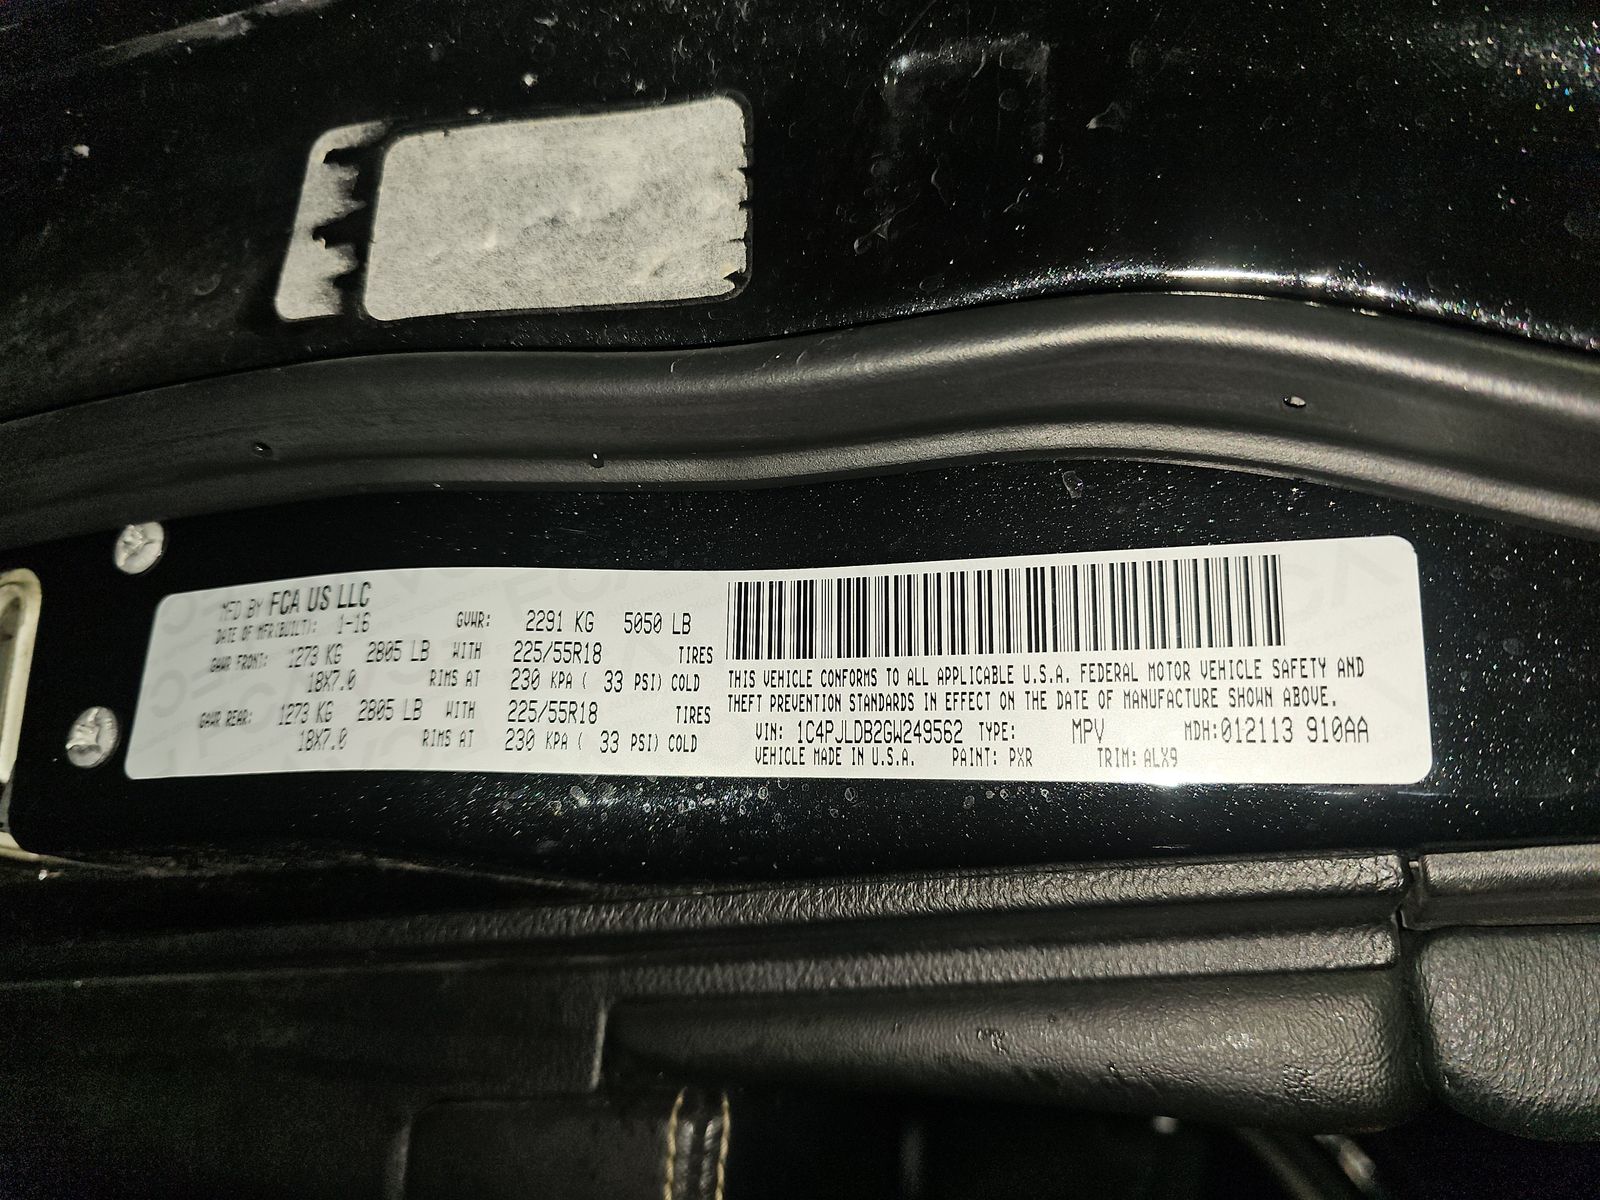 MFD BY FCA US LLC
DATE OF MFR(BUILT): 1-16 GVWR: 2291 KG 5050 LB
GAWR FRONT: 1273 KG 2805 LB WITH 225/55R18 TIRES
18X7.0 RIMS AT 230 KPA ( 33 PSI) COLD
GAWR REAR: 1273 KG 2805 LB WITH 225/55R18 TIRES
18X7.0 RIMS AT 230 KPA ( 33 PSI) COLD
THIS VEHICLE CONFORMS TO ALL APPLICABLE U.S.A. FEDERAL MOTOR VEHICLE SAFETY AND
THEFT PREVENTION STANDARDS IN EFFECT ON THE DATE OF MANUFACTURE SHOWN ABOVE.
VIN: 1C4PJLDB2GW249562 TYPE: MPV MDH:012113 910AA
VEHICLE MADE IN U.S.A. PAINT: PXR TRIM: ALX9